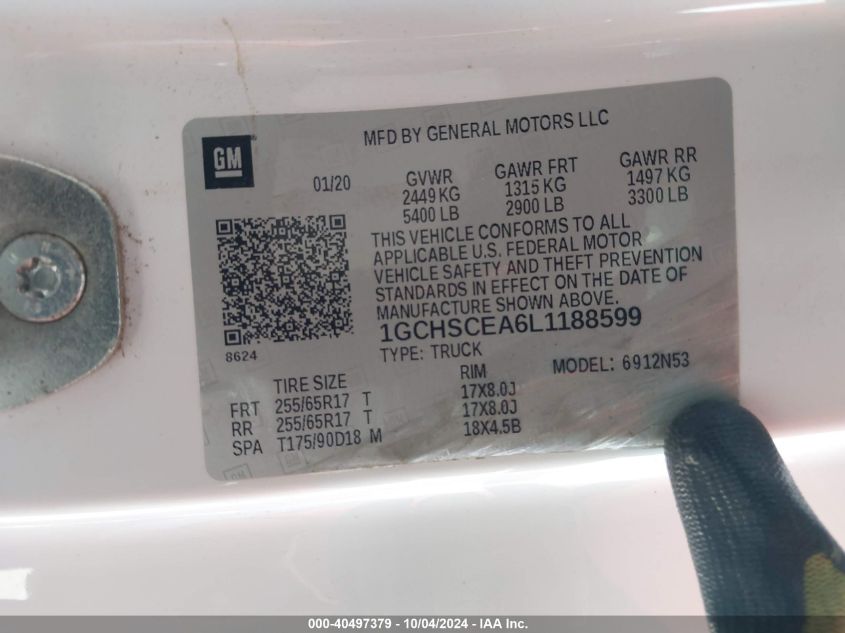 MFD BY GENERAL MOTORS LLC
GM
01/20
GVWR GAWR FRT GAWR RR
2449 KG 1315 KG 1497 KG
5400 LB 2900 LB 3300 LB
THIS VEHICLE CONFORMS TO ALL
APPLICABLE U.S. FEDERAL MOTOR
VEHICLE SAFETY AND THEFT PREVENTION
STANDARDS IN EFFECT ON THE DATE OF
MANUFACTURE SHOWN ABOVE.
1GCHSCEA6L1188599
8624
TYPE: TRUCK MODEL: 6912N53
TIRE SIZE RIM
FRT 255/65R17 T 17X8.0J
RR 255/65R17 T 17X8.0J
SPA T175/90D18 M 18X4.5B
000-40497379 - 10/04/2024 - IAA Inc.